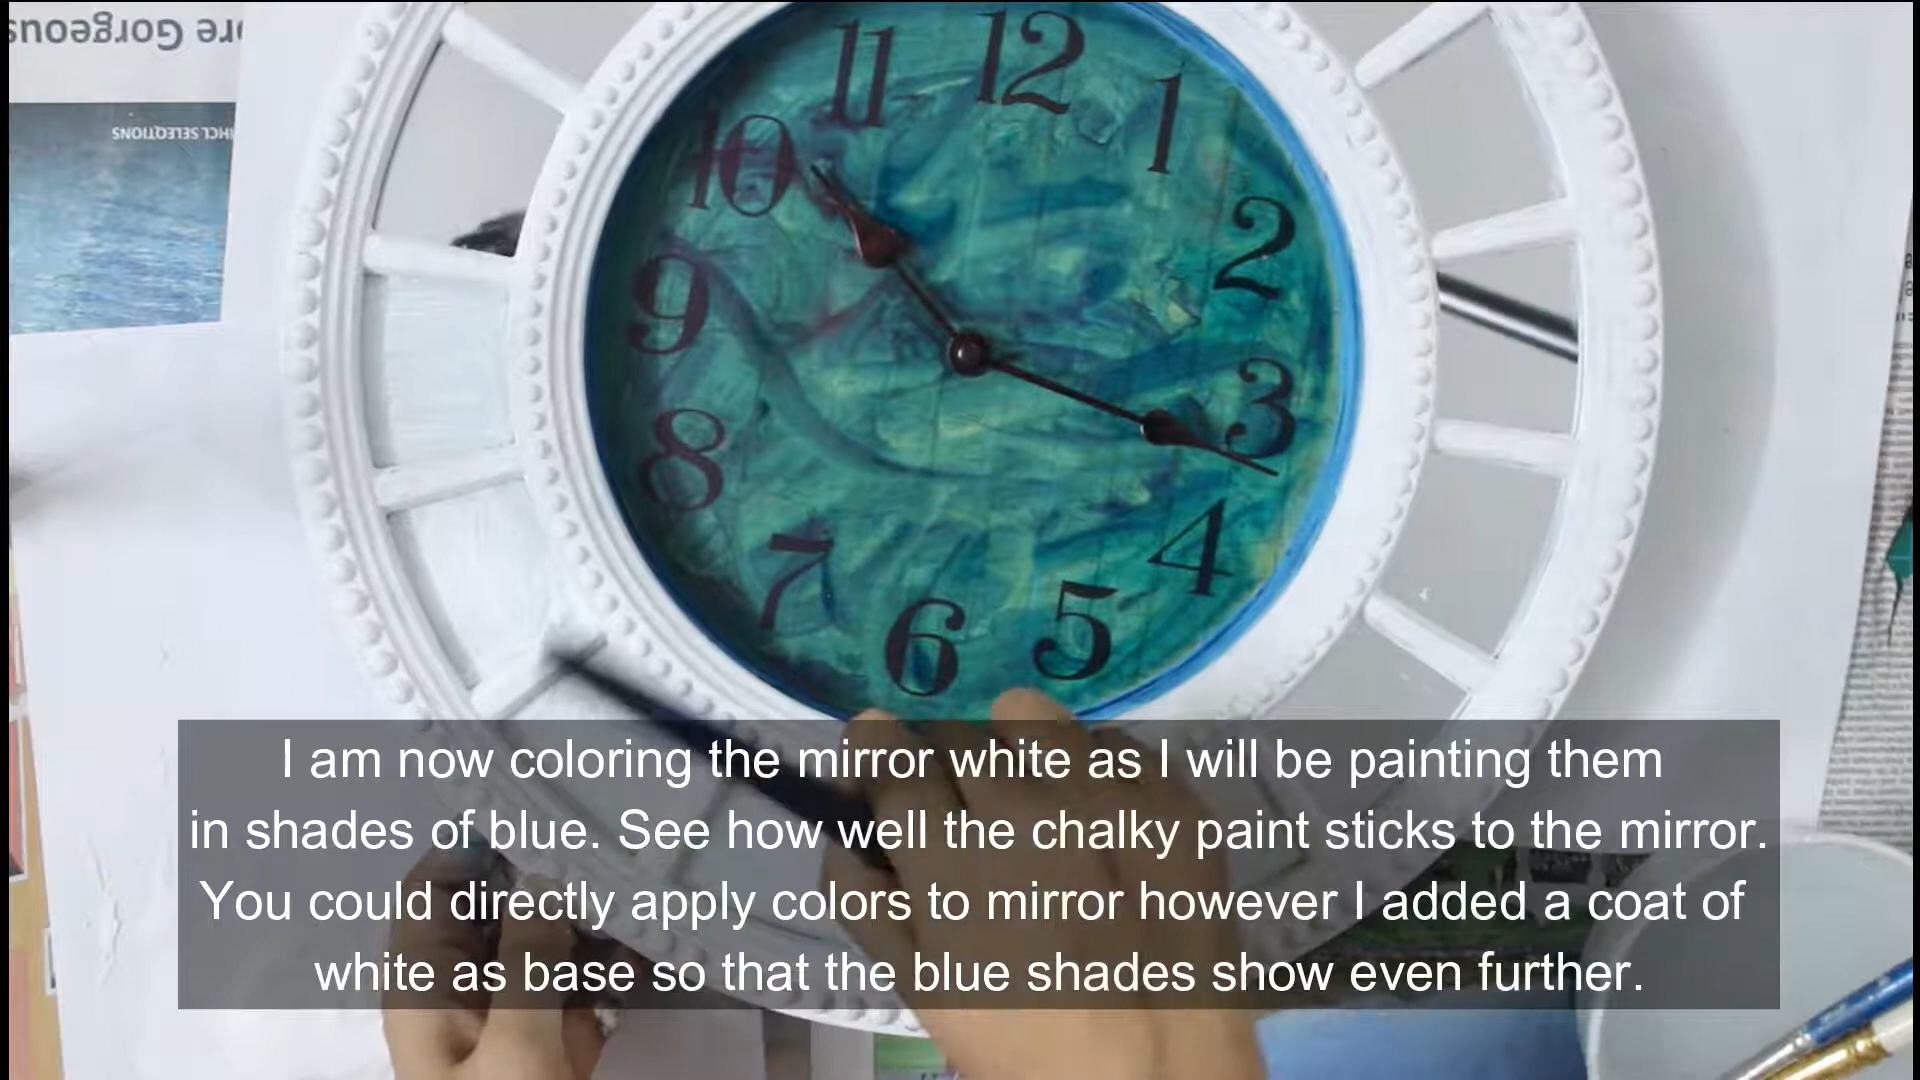 re Gorgeous
IHCL SELEQTIONS
11
12
1
10
2
9
3
8
4
7
5
6
I am now coloring the mirror white as I will be painting them
in shades of blue. See how well the chalky paint sticks to the mirror.
You could directly apply colors to mirror however I added a coat of
white as base so that the blue shades show even further.